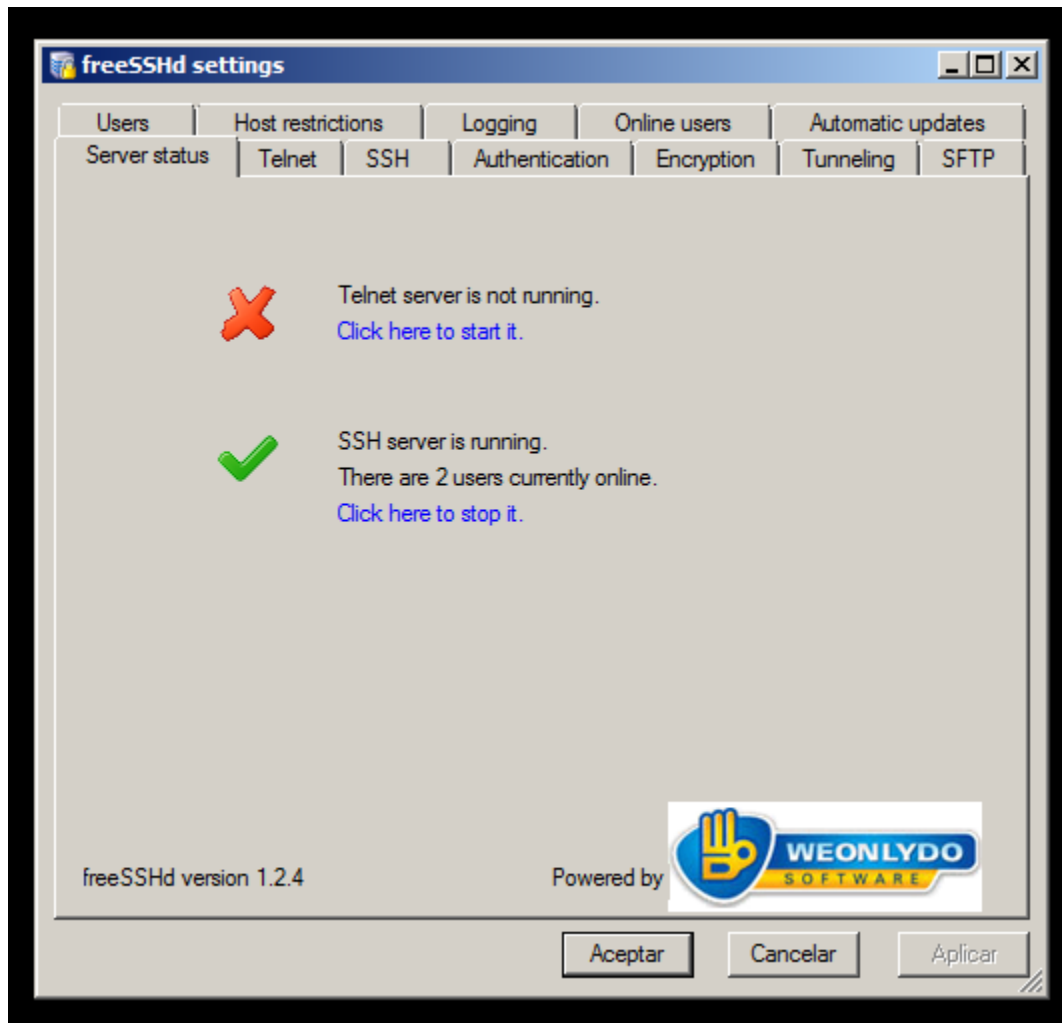 freeSSHd settings
Users Host restrictions Logging Online users Automatic updates
Server status Telnet SSH Authentication Encryption Tunneling SFTP
Telnet server is not running.
Click here to start it.
SSH server is running.
There are 2 users currently online.
Click here to stop it.
freeSSHd version 1.2.4 Powered by WEONLYDO
SOFTWARE
Aceptar Cancelar Aplicar